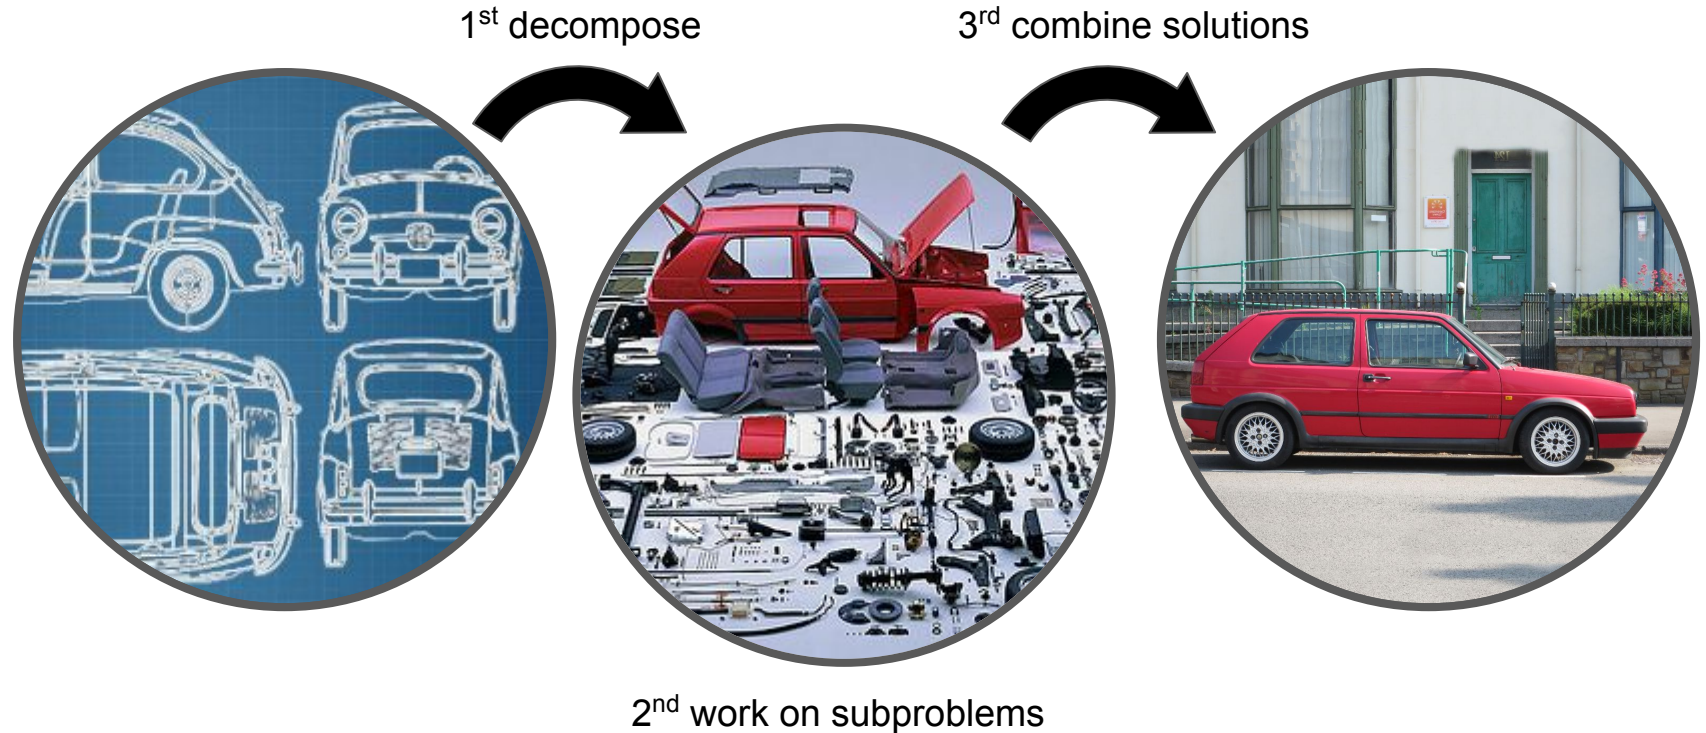 1st decompose
3rd combine solutions
2nd work on subproblems